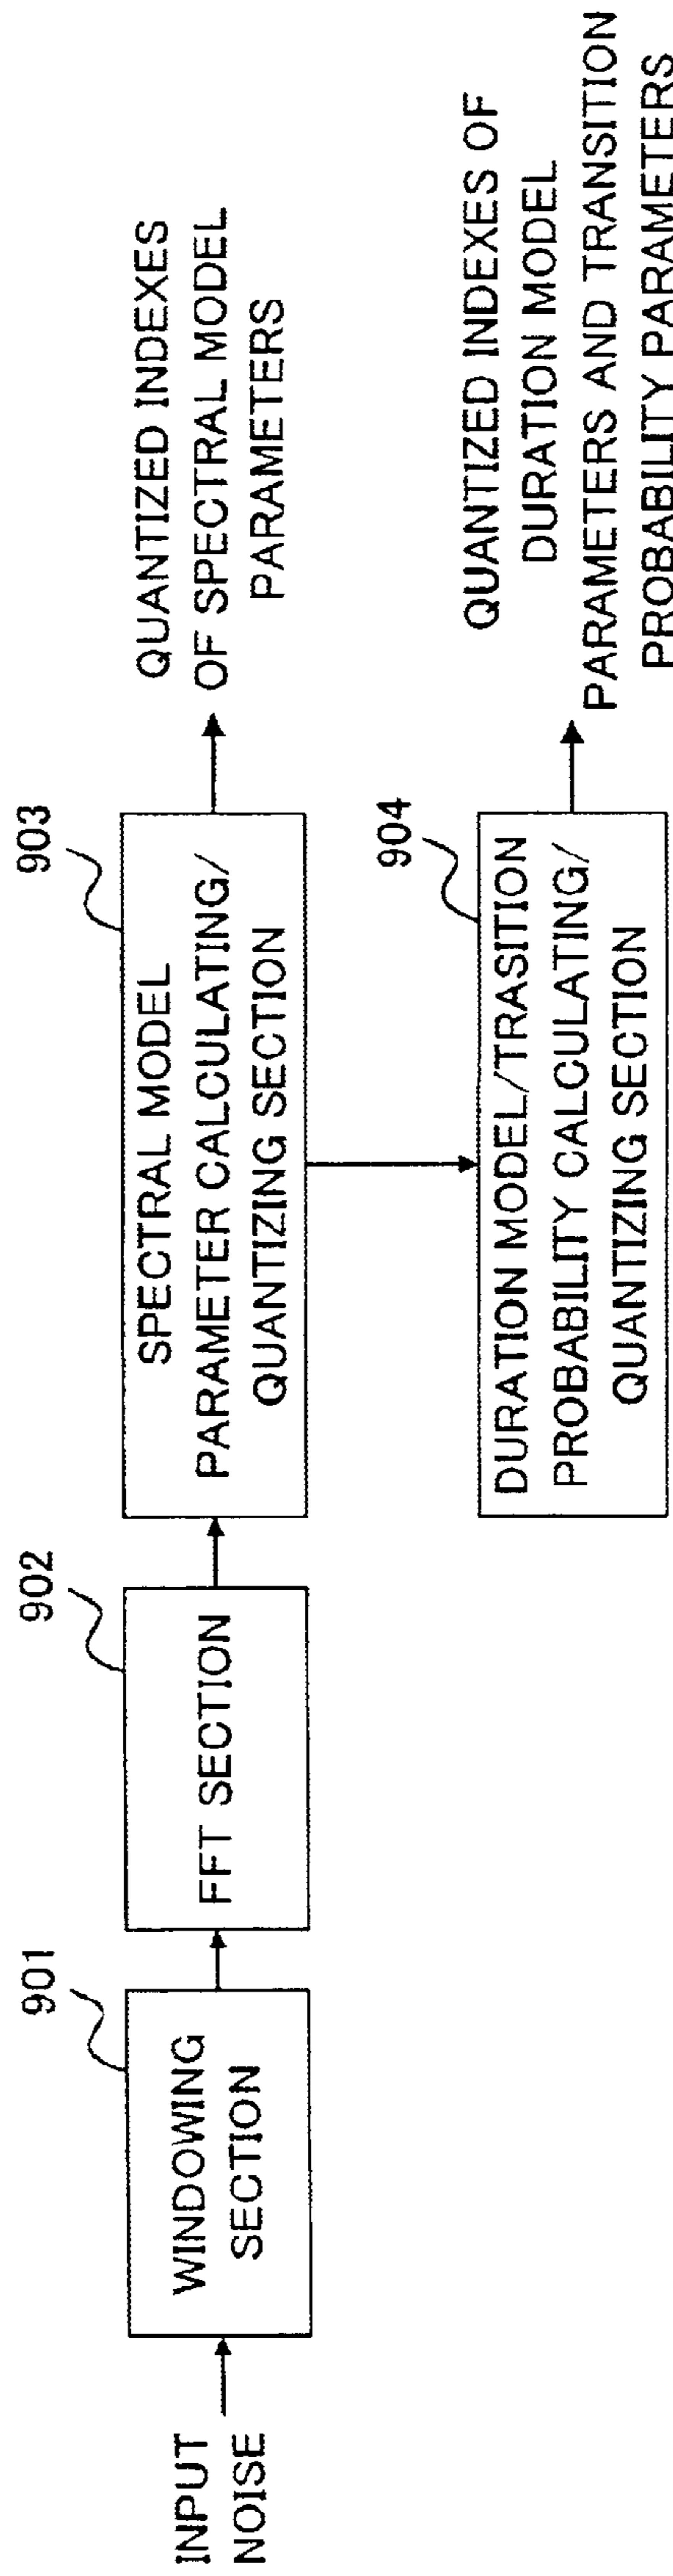 INPUT
NOISE
901
WINDOWING
SECTION
902
FFT SECTION
903
SPECTRAL MODEL
PARAMETER CALCULATING/
QUANTIZING SECTION
QUANTIZED INDEXES
OF SPECTRAL MODEL
PARAMETERS
904
DURATION MODEL/TRASITION
PROBABILITY CALCULATING/
QUANTIZING SECTION
QUANTIZED INDEXES OF
DURATION MODEL
PARAMETERS AND TRANSITION
PROBABILITY PARAMETERS